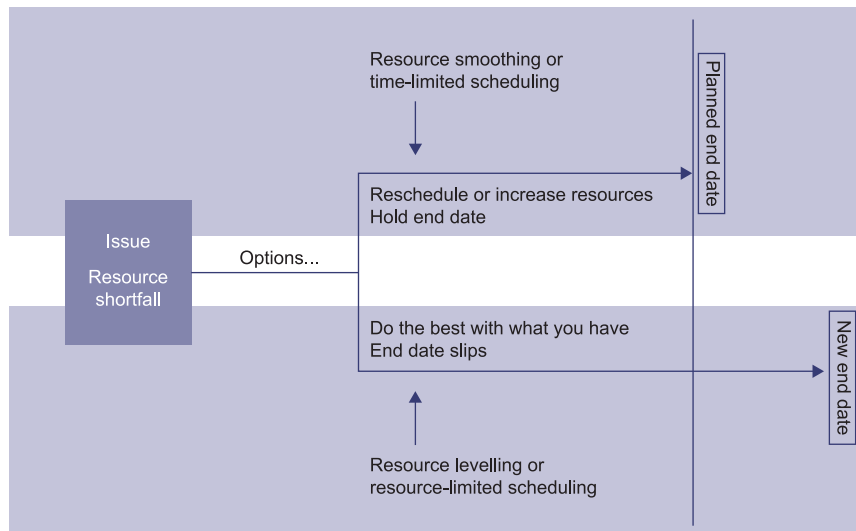 Resource smoothing or
time-limited scheduling
Planned end date
Reschedule or increase resources
Hold end date
Issue
Resource
shortfall
Options...
Do the best with what you have
End date slips
New end date
Resource levelling or
resource-limited scheduling